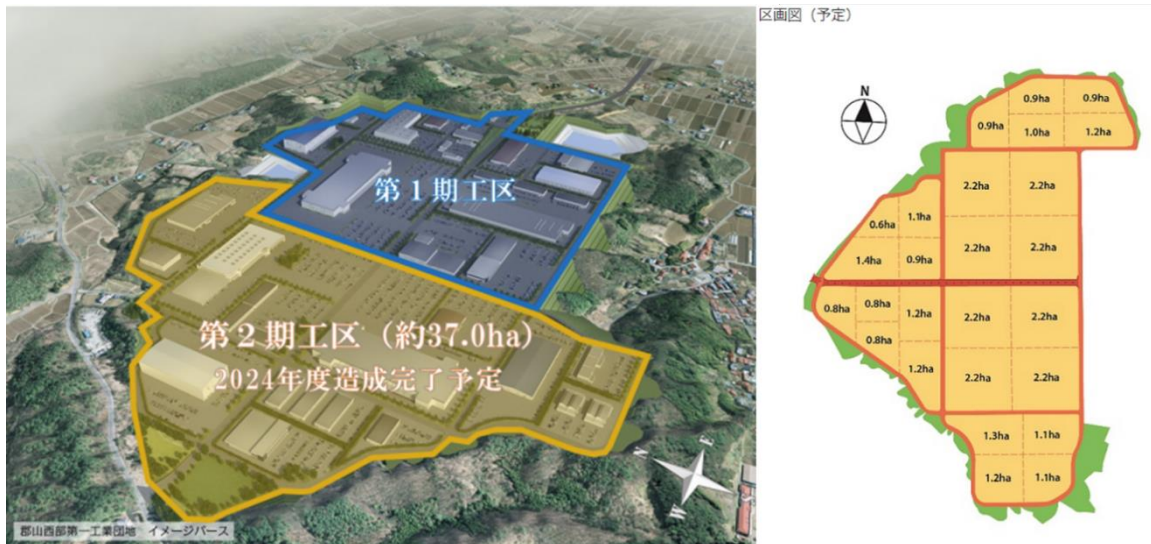 区画図（予定）
第1期工区
第2期工区（約37.0ha）
2024年度造成完了予定
N
E
W
S
郡山西部第一工業団地　イメージパース
N
0.9ha
0.9ha
0.9ha
1.0ha
1.2ha
2.2ha
2.2ha
1.1ha
0.6ha
2.2ha
2.2ha
1.4ha
0.9ha
0.8ha
0.8ha
1.2ha
2.2ha
2.2ha
0.8ha
1.2ha
2.2ha
2.2ha
1.3ha
1.1ha
1.2ha
1.1ha